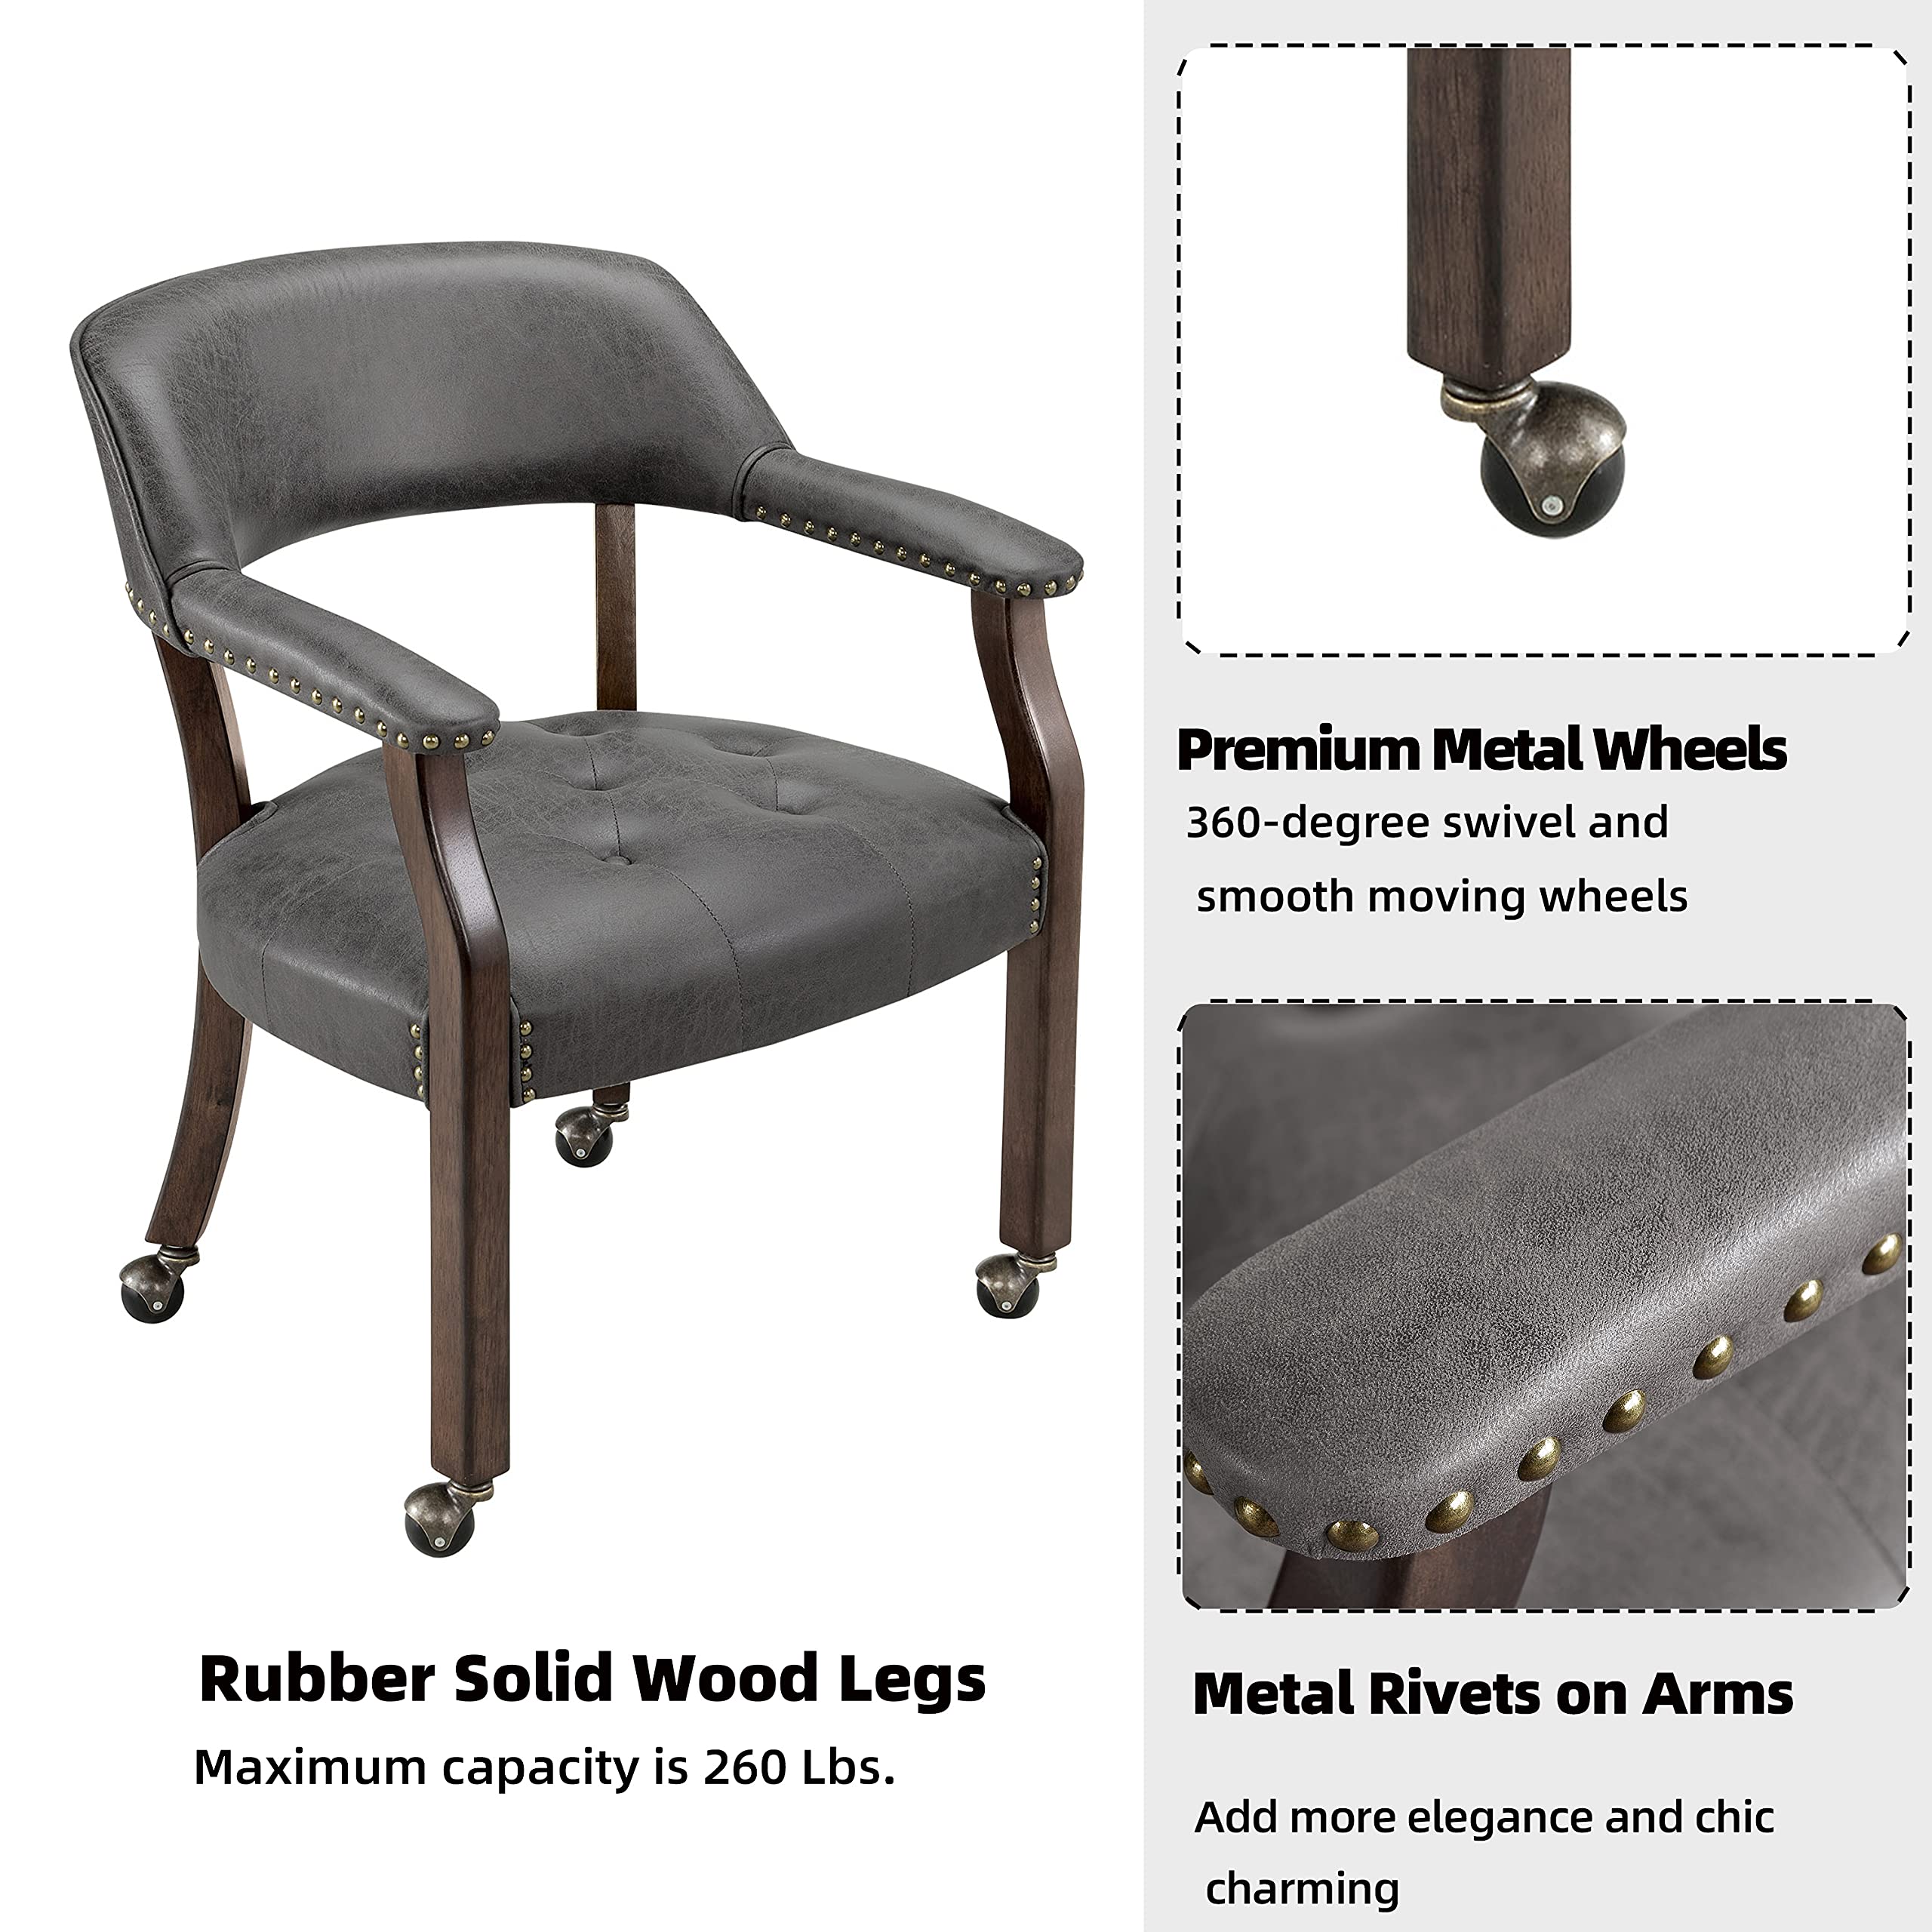 Premium Metal Wheels
360-degree swivel and
smooth moving wheels
Rubber Solid Wood Legs
Maximum capacity is 260 Lbs.
Metal Rivets on Arms
Add more elegance and chic
charming